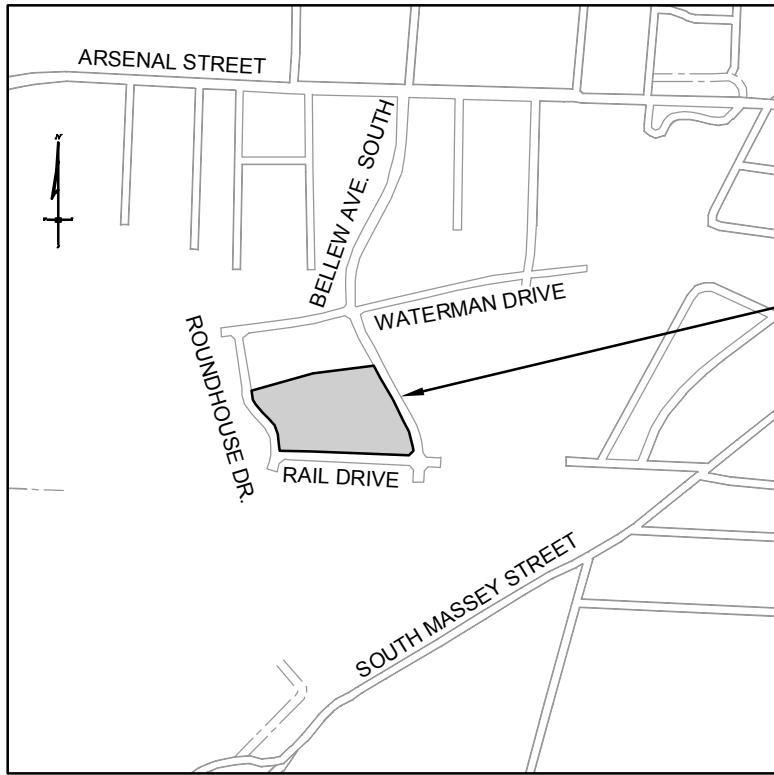 ARSENAL STREET
BELLEW AVE. SOUTH
WATERMAN DRIVE
ROUNDHOUSE DR.
RAIL DRIVE
SOUTH MASSEY STREET